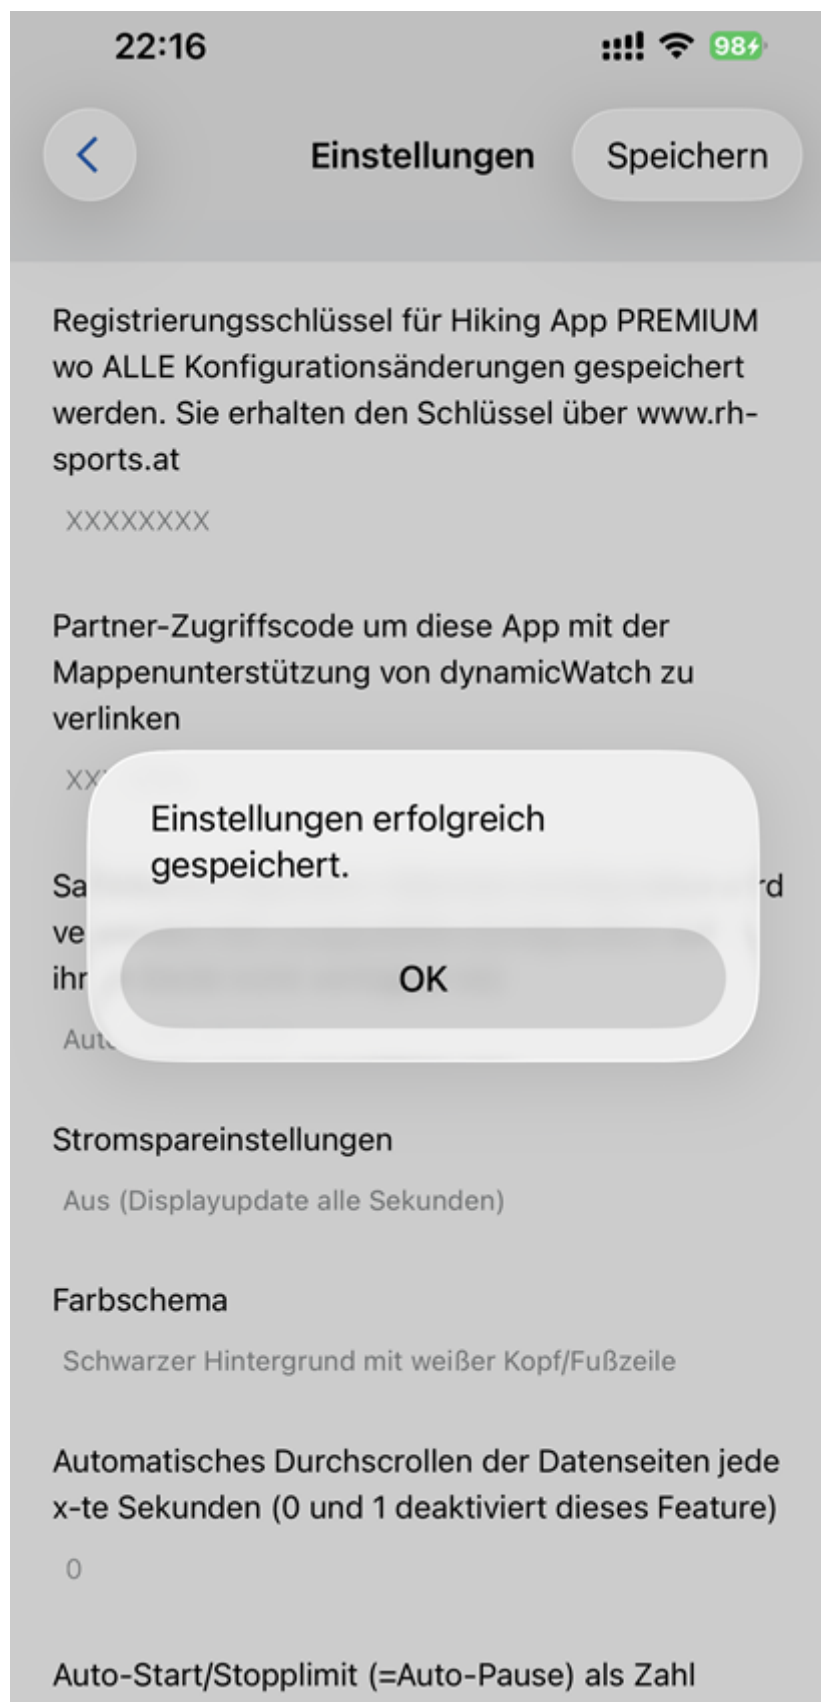 22:16
98
Einstellungen
Speichern
Registrierungsschlüssel für Hiking App PREMIUM
wo ALLE Konfigurationsänderungen gespeichert
werden. Sie erhalten den Schlüssel über www.rh-
sports.at
XXXXXXXX
Partner-Zugriffscode um diese App mit der
Mappenunterstützung von dynamicWatch zu
verlinken
Einstellungen erfolgreich
gespeichert.
OK
Stromspareinstellungen
Aus (Displayupdate alle Sekunden)
Farbschema
Schwarzer Hintergrund mit weißer Kopf/Fußzeile
Automatisches Durchscrollen der Datenseiten jede
x-te Sekunden (0 und 1 deaktiviert dieses Feature)
0
Auto-Start/Stopplimit (=Auto-Pause) als Zahl